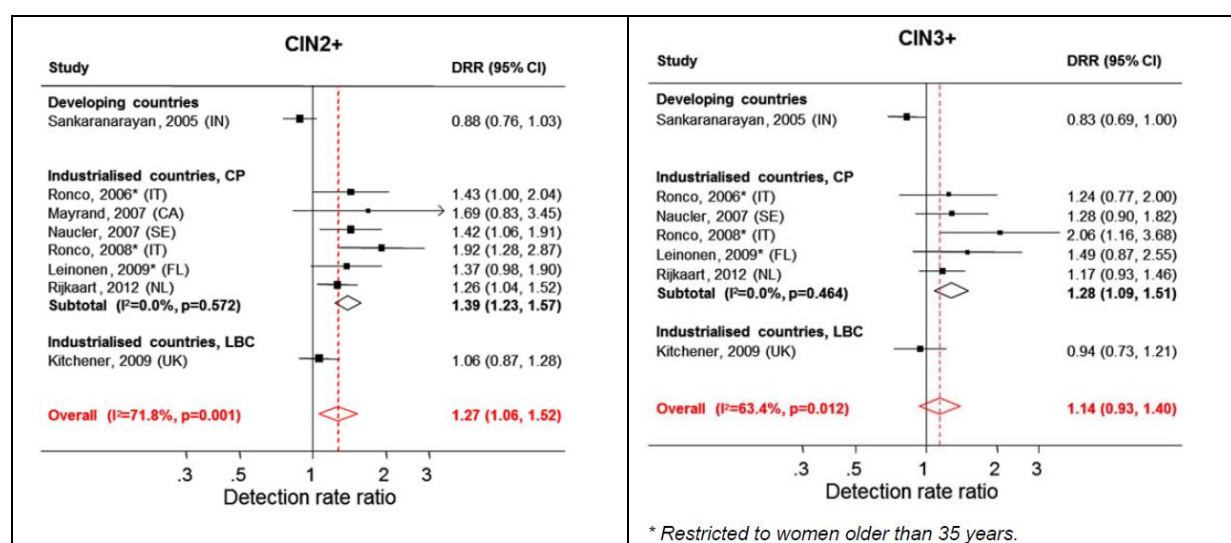 CIN2+
Study DRR (95% CI)
Developing countries
Sankaranarayan, 2005 (IN) 0.88 (0.76, 1.03)
Industrialised countries, CP
Ronco, 2006* (IT) 1.43 (1.00, 2.04)
Mayrand, 2007 (CA) 1.69 (0.83, 3.45)
Naucler, 2007 (SE) 1.42 (1.06, 1.91)
Ronco, 2008* (IT) 1.92 (1.28, 2.87)
Leinonen, 2009* (FL) 1.37 (0.98, 1.90)
Rijkaart, 2012 (NL) 1.26 (1.04, 1.52)
Subtotal (I²=0.0%, p=0.572) 1.39 (1.23, 1.57)
Industrialised countries, LBC
Kitchener, 2009 (UK) 1.06 (0.87, 1.28)
Overall (I²=71.8%, p=0.001) 1.27 (1.06, 1.52)
.3 .5 1 2 3
Detection rate ratio
CIN3+
Study DRR (95% CI)
Developing countries
Sankaranarayan, 2005 (IN) 0.83 (0.69, 1.00)
Industrialised countries, CP
Ronco, 2006* (IT) 1.24 (0.77, 2.00)
Naucler, 2007 (SE) 1.28 (0.90, 1.82)
Ronco, 2008* (IT) 2.06 (1.16, 3.68)
Leinonen, 2009* (FL) 1.49 (0.87, 2.55)
Rijkaart, 2012 (NL) 1.17 (0.93, 1.46)
Subtotal (I²=0.0%, p=0.464) 1.28 (1.09, 1.51)
Industrialised countries, LBC
Kitchener, 2009 (UK) 0.94 (0.73, 1.21)
Overall (I²=63.4%, p=0.012) 1.14 (0.93, 1.40)
.3 .5 1 2 3
Detection rate ratio
* Restricted to women older than 35 years.